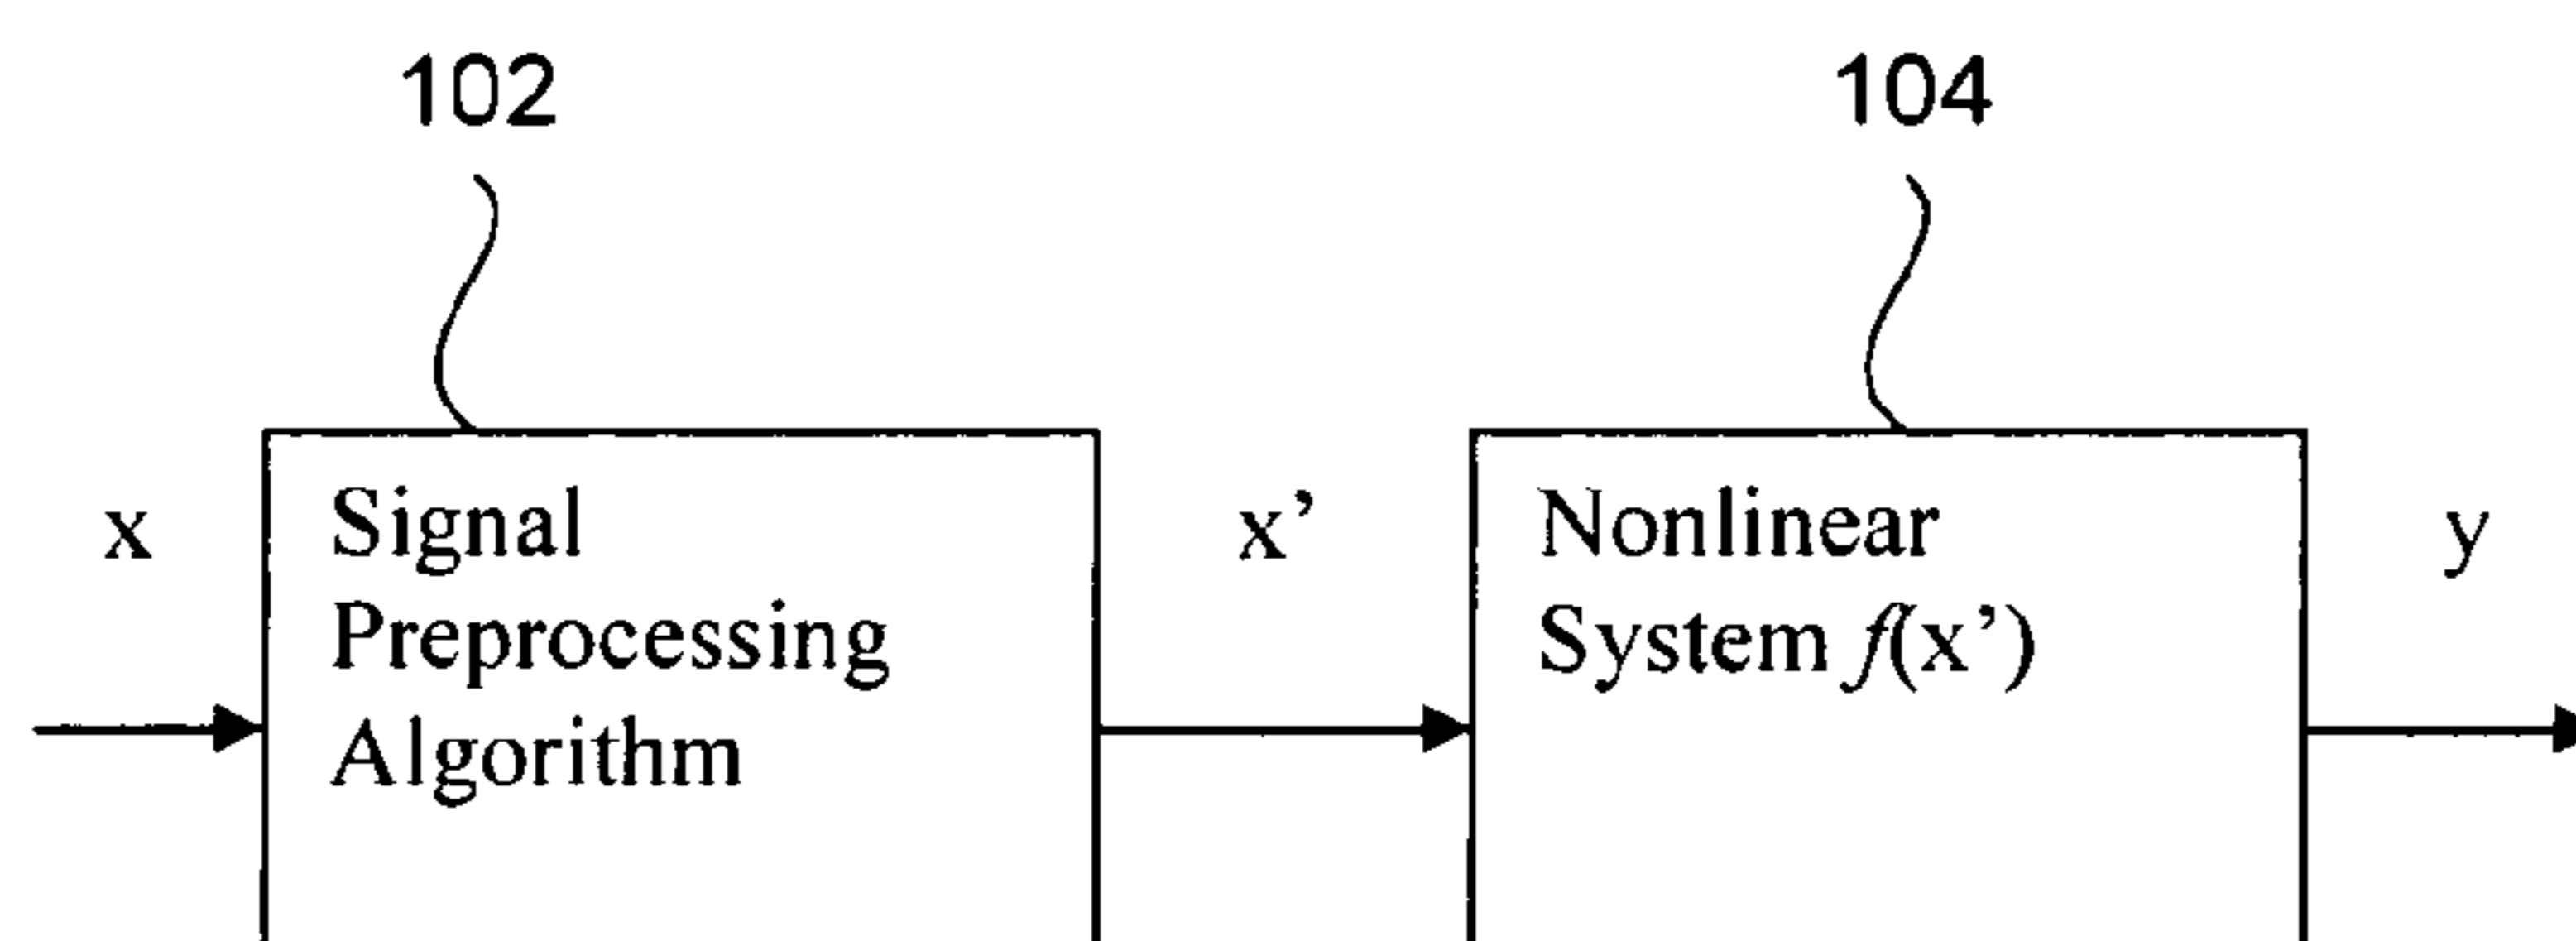 102
104
x
Signal
Preprocessing
Algorithm
x’
Nonlinear
System f(x’)
y